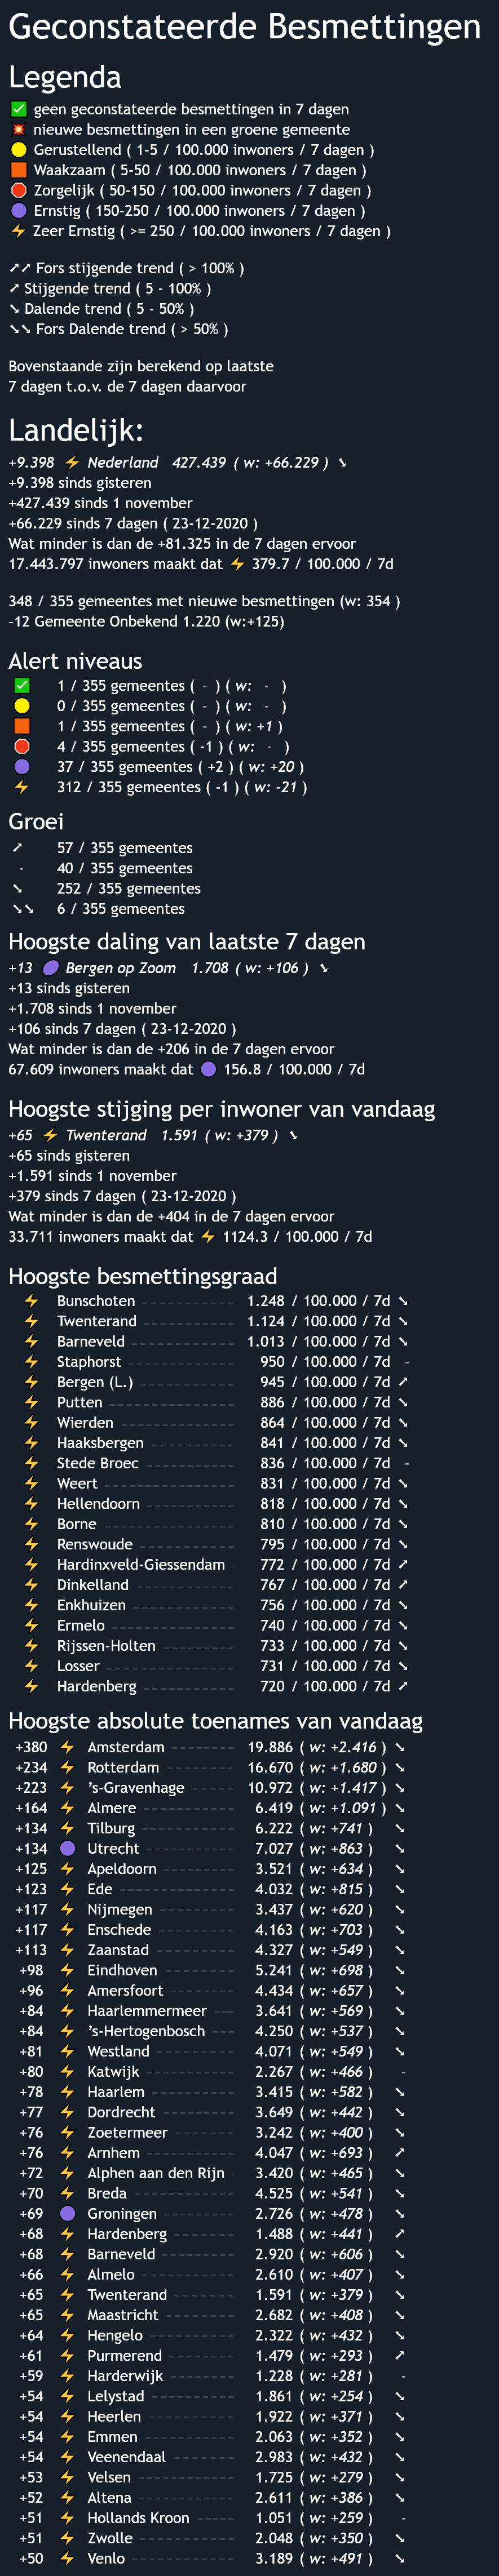 Geconstateerde Besmettingen
Legenda
✅ geen geconstateerde besmettingen in 7 dagen
💥 nieuwe besmettingen in een groene gemeente
🟡 Gerustellend ( 1-5 / 100.000 inwoners / 7 dagen )
🟧 Waakzaam ( 5-50 / 100.000 inwoners / 7 dagen )
🛑 Zorgelijk ( 50-150 / 100.000 inwoners / 7 dagen )
🟣 Ernstig ( 150-250 / 100.000 inwoners / 7 dagen )
⚡ Zeer Ernstig ( >= 250 / 100.000 inwoners / 7 dagen )
➚➚ Fors stijgende trend ( > 100% )
➚ Stijgende trend ( 5 - 100% )
➘ Dalende trend ( 5 - 50% )
➘➘ Fors Dalende trend ( > 50% )
Bovenstaande zijn berekend op laatste
7 dagen t.o.v. de 7 dagen daarvoor
Landelijk:
+9.398 ⚡ Nederland 427.439 ( w: +66.229 ) ➘
+9.398 sinds gisteren
+427.439 sinds 1 november
+66.229 sinds 7 dagen ( 23-12-2020 )
Wat minder is dan de +81.325 in de 7 dagen ervoor
17.443.797 inwoners maakt dat ⚡ 379.7 / 100.000 / 7d
348 / 355 gemeentes met nieuwe besmettingen (w: 354 )
-12 Gemeente Onbekend 1.220 (w:+125)
Alert niveaus
✅ 1 / 355 gemeentes ( - ) ( w: - )
🟡 0 / 355 gemeentes ( - ) ( w: - )
🟧 1 / 355 gemeentes ( - ) ( w: +1 )
🛑 4 / 355 gemeentes ( -1 ) ( w: - )
🟣 37 / 355 gemeentes ( +2 ) ( w: +20 )
⚡ 312 / 355 gemeentes ( -1 ) ( w: -21 )
Groei
➚ 57 / 355 gemeentes
- 40 / 355 gemeentes
➘ 252 / 355 gemeentes
➘➘ 6 / 355 gemeentes
Hoogste daling van laatste 7 dagen
+13 🟣 Bergen op Zoom 1.708 ( w: +106 ) ➘
+13 sinds gisteren
+1.708 sinds 1 november
+106 sinds 7 dagen ( 23-12-2020 )
Wat minder is dan de +206 in de 7 dagen ervoor
67.609 inwoners maakt dat 🟣 156.8 / 100.000 / 7d
Hoogste stijging per inwoner van vandaag
+65 ⚡ Twenterand 1.591 ( w: +379 ) ➘
+65 sinds gisteren
+1.591 sinds 1 november
+379 sinds 7 dagen ( 23-12-2020 )
Wat minder is dan de +404 in de 7 dagen ervoor
33.711 inwoners maakt dat ⚡ 1124.3 / 100.000 / 7d
Hoogste besmettingsgraad
⚡ Bunschoten 1.248 / 100.000 / 7d ➘
⚡ Twenterand 1.124 / 100.000 / 7d ➘
⚡ Barneveld 1.013 / 100.000 / 7d ➘
⚡ Staphorst 950 / 100.000 / 7d -
⚡ Bergen (L.) 945 / 100.000 / 7d ➚
⚡ Putten 886 / 100.000 / 7d ➘
⚡ Wierden 864 / 100.000 / 7d ➘
⚡ Haaksbergen 841 / 100.000 / 7d ➘
⚡ Stede Broec 836 / 100.000 / 7d -
⚡ Weert 831 / 100.000 / 7d ➘
⚡ Hellendoorn 818 / 100.000 / 7d ➘
⚡ Borne 810 / 100.000 / 7d ➘
⚡ Renswoude 795 / 100.000 / 7d ➘
⚡ Hardinxveld-Giessendam 772 / 100.000 / 7d ➚
⚡ Dinkelland 767 / 100.000 / 7d ➚
⚡ Enkhuizen 756 / 100.000 / 7d ➘
⚡ Ermelo 740 / 100.000 / 7d ➘
⚡ Rijssen-Holten 733 / 100.000 / 7d ➘
⚡ Losser 731 / 100.000 / 7d ➘
⚡ Hardenberg 720 / 100.000 / 7d ➚
Hoogste absolute toenames van vandaag
+380 ⚡ Amsterdam 19.886 ( w: +2.416 ) ➘
+234 ⚡ Rotterdam 16.670 ( w: +1.680 ) ➘
+223 ⚡ 's-Gravenhage 10.972 ( w: +1.417 ) ➘
+164 ⚡ Almere 6.419 ( w: +1.091 ) ➘
+134 ⚡ Tilburg 6.222 ( w: +741 ) ➘
+134 🟣 Utrecht 7.027 ( w: +863 ) ➘
+125 ⚡ Apeldoorn 3.521 ( w: +634 ) ➘
+123 ⚡ Ede 4.032 ( w: +815 ) ➘
+117 ⚡ Nijmegen 3.437 ( w: +620 ) ➘
+117 ⚡ Enschede 4.163 ( w: +703 ) ➘
+113 ⚡ Zaanstad 4.327 ( w: +549 ) ➘
+98 ⚡ Eindhoven 5.241 ( w: +698 ) ➘
+96 ⚡ Amersfoort 4.434 ( w: +657 ) ➘
+84 ⚡ Haarlemmermeer 3.641 ( w: +569 ) ➘
+84 ⚡ 's-Hertogenbosch 4.250 ( w: +537 ) ➘
+81 ⚡ Westland 4.071 ( w: +549 ) ➘
+80 ⚡ Katwijk 2.267 ( w: +466 ) -
+78 ⚡ Haarlem 3.415 ( w: +582 ) ➘
+77 ⚡ Dordrecht 3.649 ( w: +442 ) ➘
+76 ⚡ Zoetermeer 3.242 ( w: +400 ) ➘
+76 ⚡ Arnhem 4.047 ( w: +693 ) ➚
+72 ⚡ Alphen aan den Rijn 3.420 ( w: +465 ) ➘
+70 ⚡ Breda 4.525 ( w: +541 ) ➘
+69 🟣 Groningen 2.726 ( w: +478 ) ➘
+68 ⚡ Hardenberg 1.488 ( w: +441 ) ➚
+68 ⚡ Barneveld 2.920 ( w: +606 ) ➘
+66 ⚡ Almelo 2.610 ( w: +407 ) ➘
+65 ⚡ Twenterand 1.591 ( w: +379 ) ➘
+65 ⚡ Maastricht 2.682 ( w: +408 ) ➘
+64 ⚡ Hengelo 2.322 ( w: +432 ) ➘
+61 ⚡ Purmerend 1.479 ( w: +293 ) ➚
+59 ⚡ Harderwijk 1.228 ( w: +281 ) -
+54 ⚡ Lelystad 1.861 ( w: +254 ) ➘
+54 ⚡ Heerlen 1.922 ( w: +371 ) ➘
+54 ⚡ Emmen 2.063 ( w: +352 ) ➘
+54 ⚡ Veenendaal 2.983 ( w: +432 ) ➘
+53 ⚡ Velsen 1.725 ( w: +279 ) ➘
+52 ⚡ Altena 2.611 ( w: +386 ) ➘
+51 ⚡ Hollands Kroon 1.051 ( w: +259 ) -
+51 ⚡ Zwolle 2.048 ( w: +350 ) ➘
+50 ⚡ Venlo 3.189 ( w: +491 ) ➘